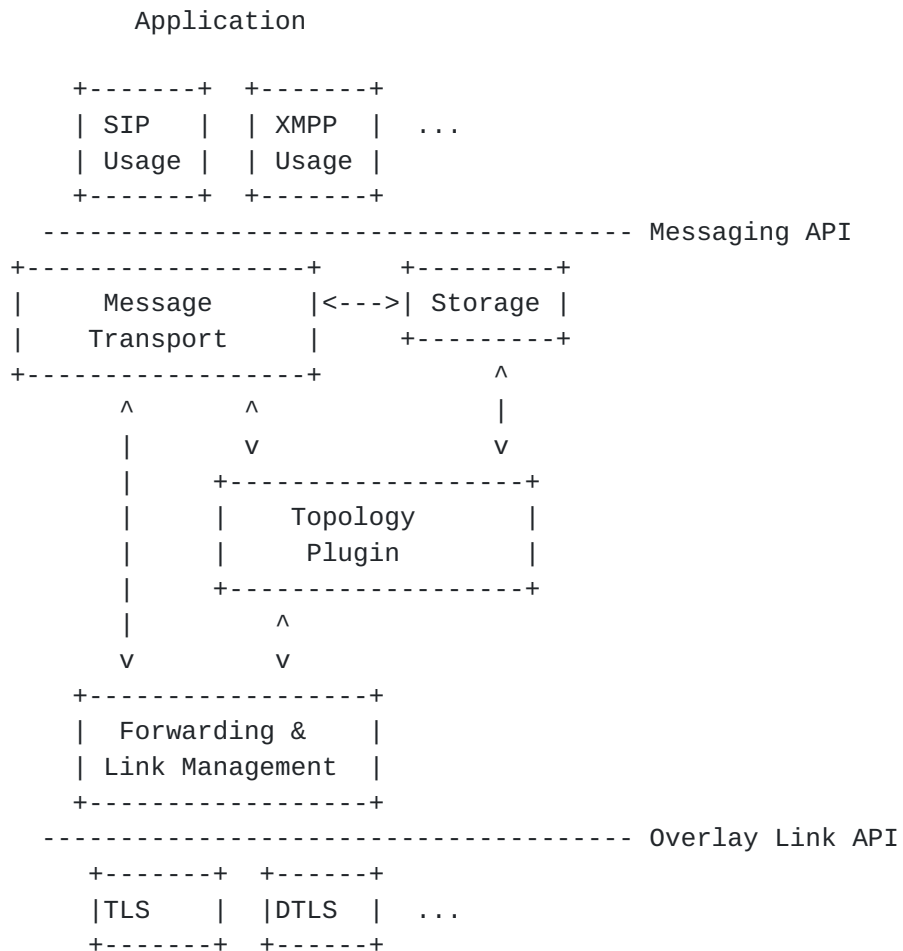 Application
+-------+  +-------+
| SIP   |  | XMPP  |  ...
| Usage |  | Usage |
+-------+  +-------+
-------------------------------------- Messaging API
+------------------+     +---------+
|     Message      |<--->| Storage |
|    Transport     |     +---------+
+------------------+           ^
^       ^               |
|       v               v
|     +-------------------+
|     |    Topology       |
|     |     Plugin        |
|     +-------------------+
|         ^
v         v
+------------------+
|  Forwarding &    |
| Link Management  |
+------------------+
-------------------------------------- Overlay Link API
+-------+  +------+
|TLS    |  |DTLS  |  ...
+-------+  +------+